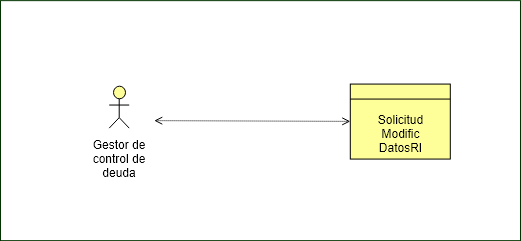 Gestor de
control de
deuda
Solicitud
Modific
DatosRI